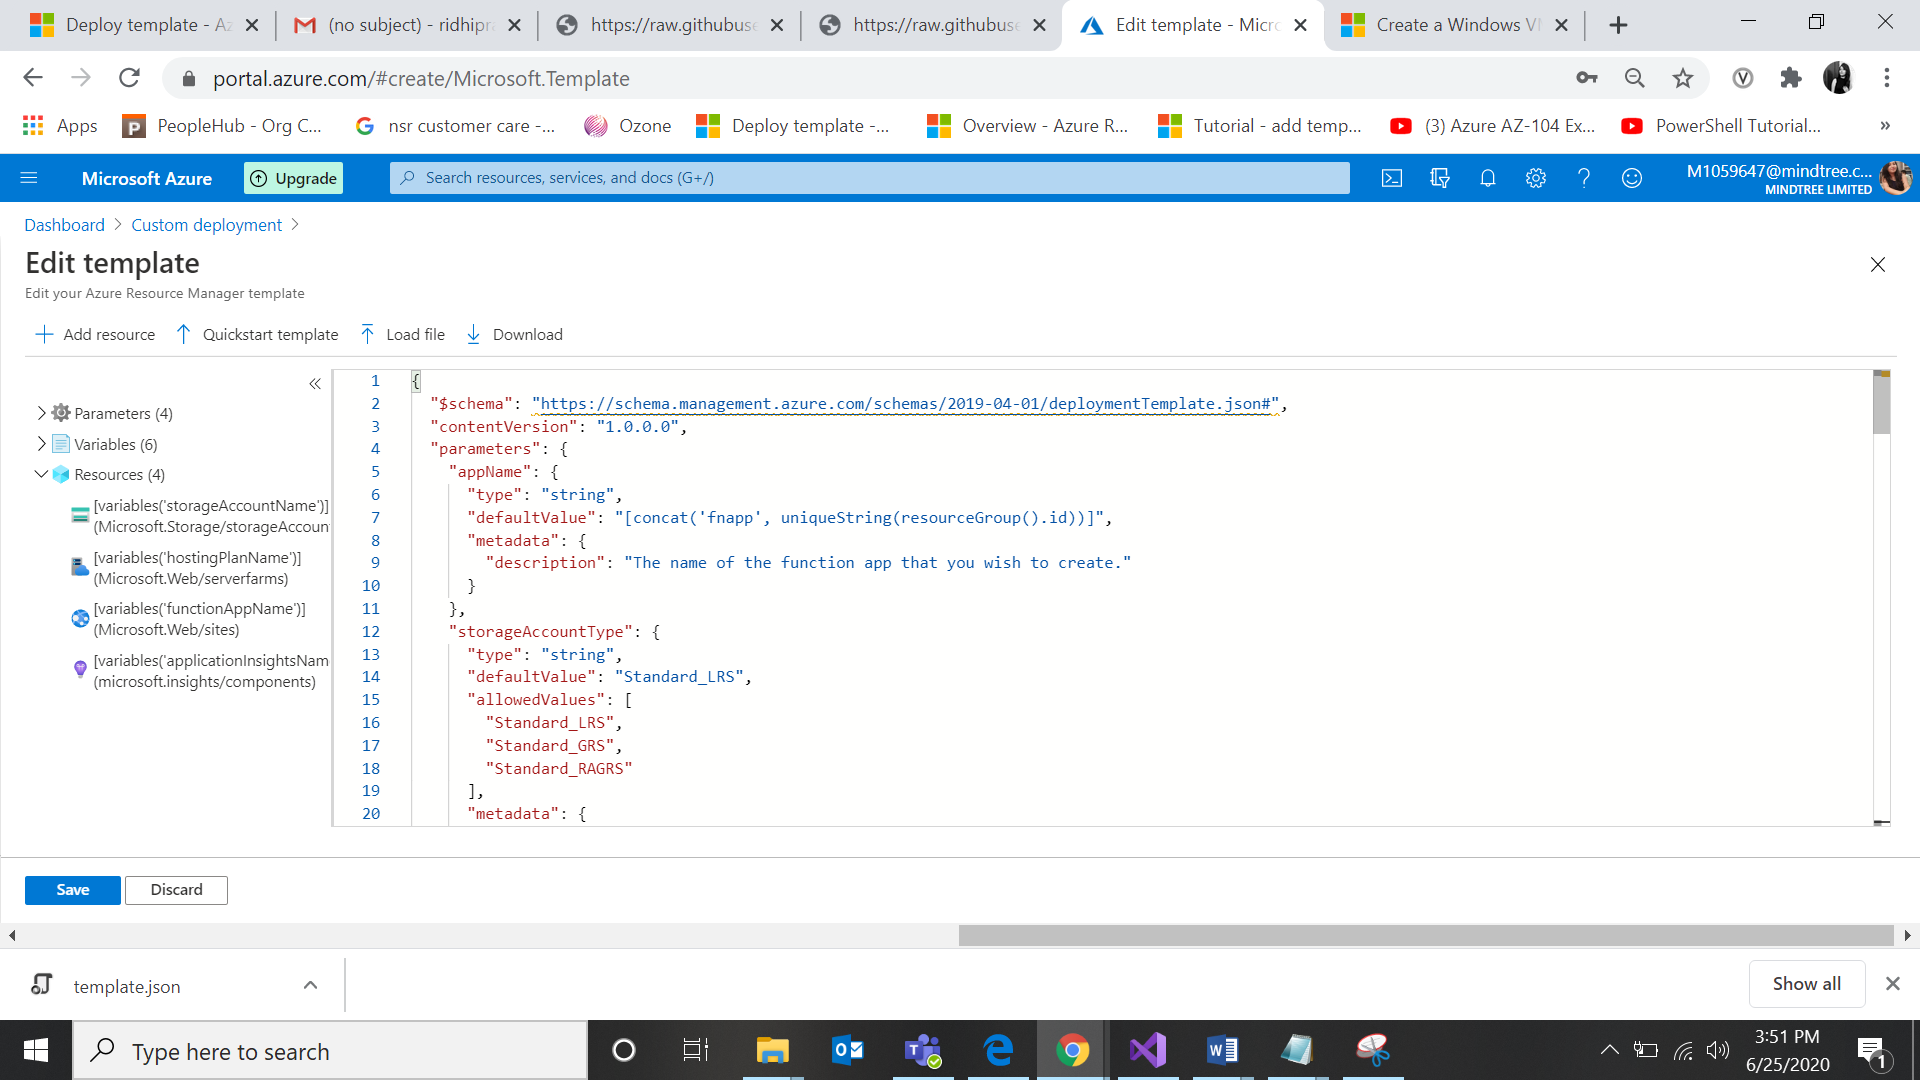 Deploy template - Az
(no subject) - ridhipra
https://raw.githubuse
https://raw.githubuse
Edit template - Micro
Create a Windows VM
portal.azure.com/#create/Microsoft.Template
Apps
PeopleHub - Org C...
nsr customer care -...
Ozone
Deploy template -...
Overview - Azure R...
Tutorial - add temp...
(3) Azure AZ-104 Ex...
PowerShell Tutorial...
»
Microsoft Azure
Upgrade
Search resources, services, and docs (G+/)
M1059647@mindtree.c...
MINDTREE LIMITED
Dashboard > Custom deployment >
Edit template
Edit your Azure Resource Manager template
Add resource
Quickstart template
Load file
Download
«
Parameters (4)
Variables (6)
Resources (4)
[variables('storageAccountName')]
(Microsoft.Storage/storageAccoun
[variables('hostingPlanName')]
(Microsoft.Web/serverfarms)
[variables('functionAppName')]
(Microsoft.Web/sites)
[variables('applicationInsightsNam
(microsoft.insights/components)
1 {
2 "$schema": "https://schema.management.azure.com/schemas/2019-04-01/deploymentTemplate.json#",
3 "contentVersion": "1.0.0.0",
4 "parameters": {
5 "appName": {
6 "type": "string",
7 "defaultValue": "[concat('fnapp', uniqueString(resourceGroup().id))]",
8 "metadata": {
9 "description": "The name of the function app that you wish to create."
10 }
11 },
12 "storageAccountType": {
13 "type": "string",
14 "defaultValue": "Standard_LRS",
15 "allowedValues": [
16 "Standard_LRS",
17 "Standard_GRS",
18 "Standard_RAGRS"
19 ],
20 "metadata": {
Save
Discard
template.json
Show all
Type here to search
3:51 PM
6/25/2020
1